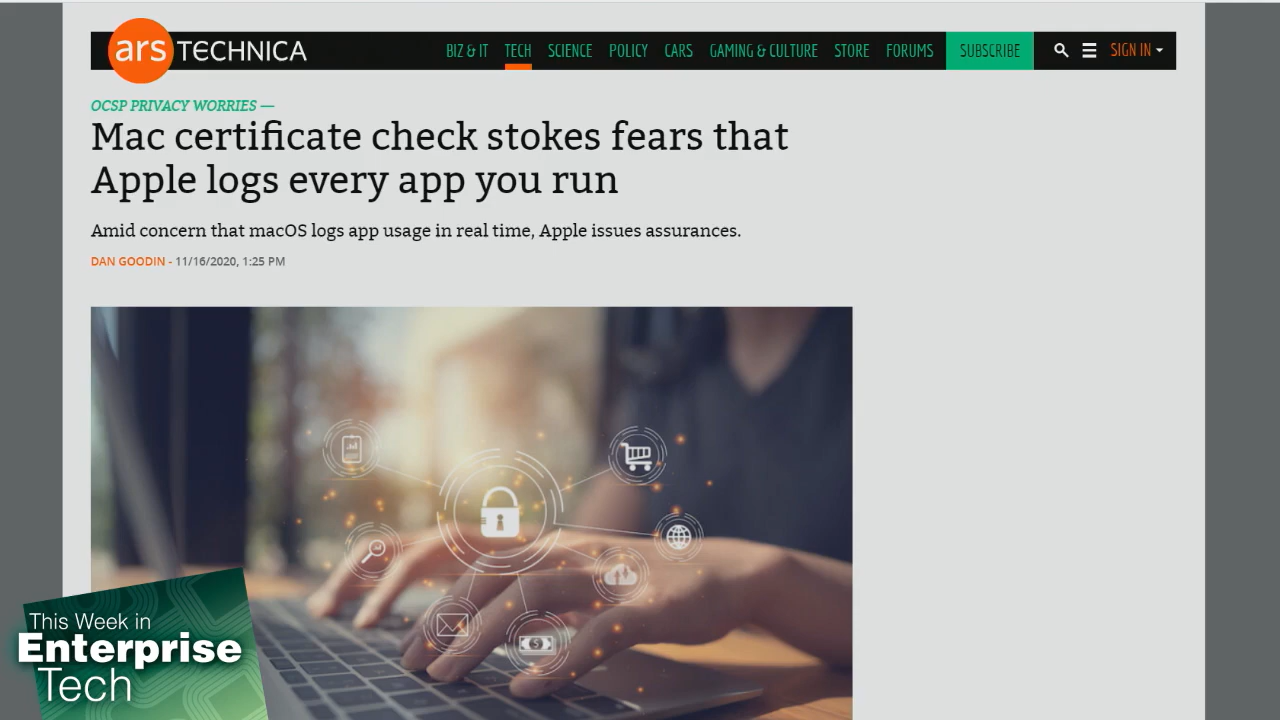 ars TECHNICA
BIZ & IT TECH SCIENCE POLICY CARS GAMING & CULTURE STORE FORUMS SUBSCRIBE SIGN IN
OCSP PRIVACY WORRIES —
Mac certificate check stokes fears that
Apple logs every app you run
Amid concern that macOS logs app usage in real time, Apple issues assurances.
DAN GOODIN - 11/16/2020, 1:25 PM
$
This Week in
Enterprise
Tech